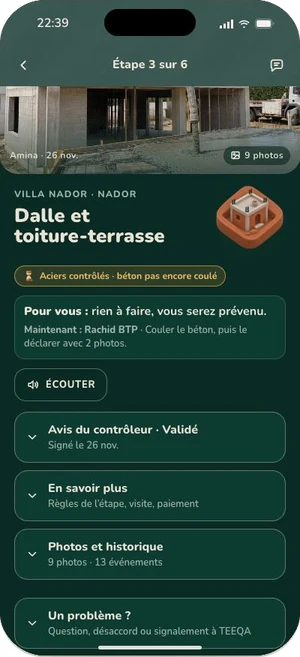 22:39
Étape 3 sur 6
Amina · 26 nov.
9 photos
VILLA NADOR · NADOR
Dalle et
toiture-terrasse
Aciers contrôlés · béton pas encore coulé
Pour vous : rien à faire, vous serez prévenu.
Maintenant : Rachid BTP · Couler le béton, puis le
déclarer avec 2 photos.
ÉCOUTER
Avis du contrôleur · Validé
Signé le 26 nov.
En savoir plus
Règles de l'étape, visite, paiement
Photos et historique
9 photos · 13 événements
Un problème ?
Question, désaccord ou signalement à TEEQA